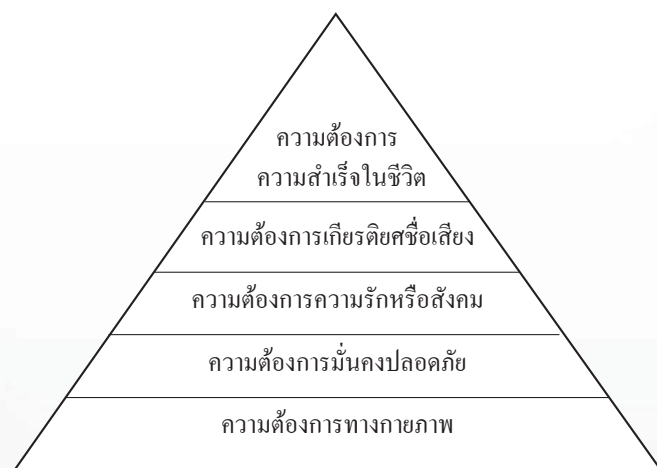 ความต้องการ
ความสำเร็จในชีวิต
ความต้องการเกียรติยศชื่อเสียง
ความต้องการความรักหรือสังคม
ความต้องการมั่นคงปลอดภัย
ความต้องการทางกายภาพ